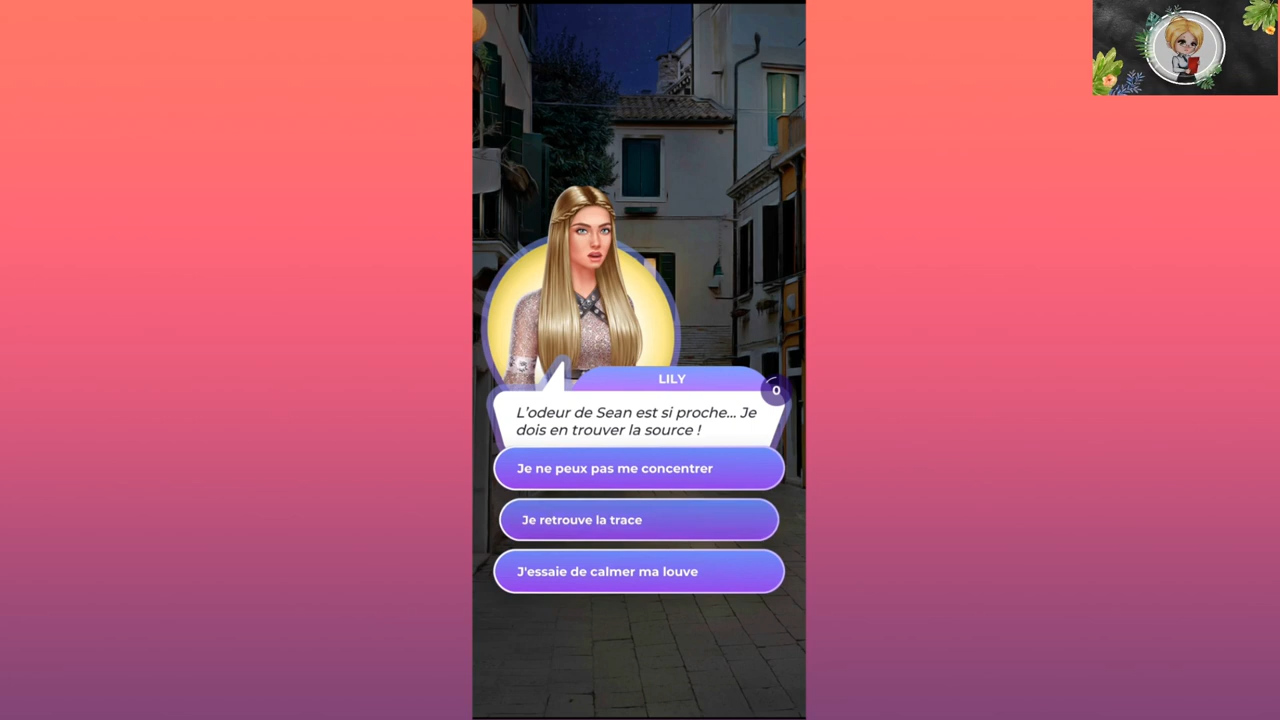 LILY
0
L'odeur de Sean est si proche... Je
dois en trouver la source !
Je ne peux pas me concentrer
Je retrouve la trace
J'essaie de calmer ma louve